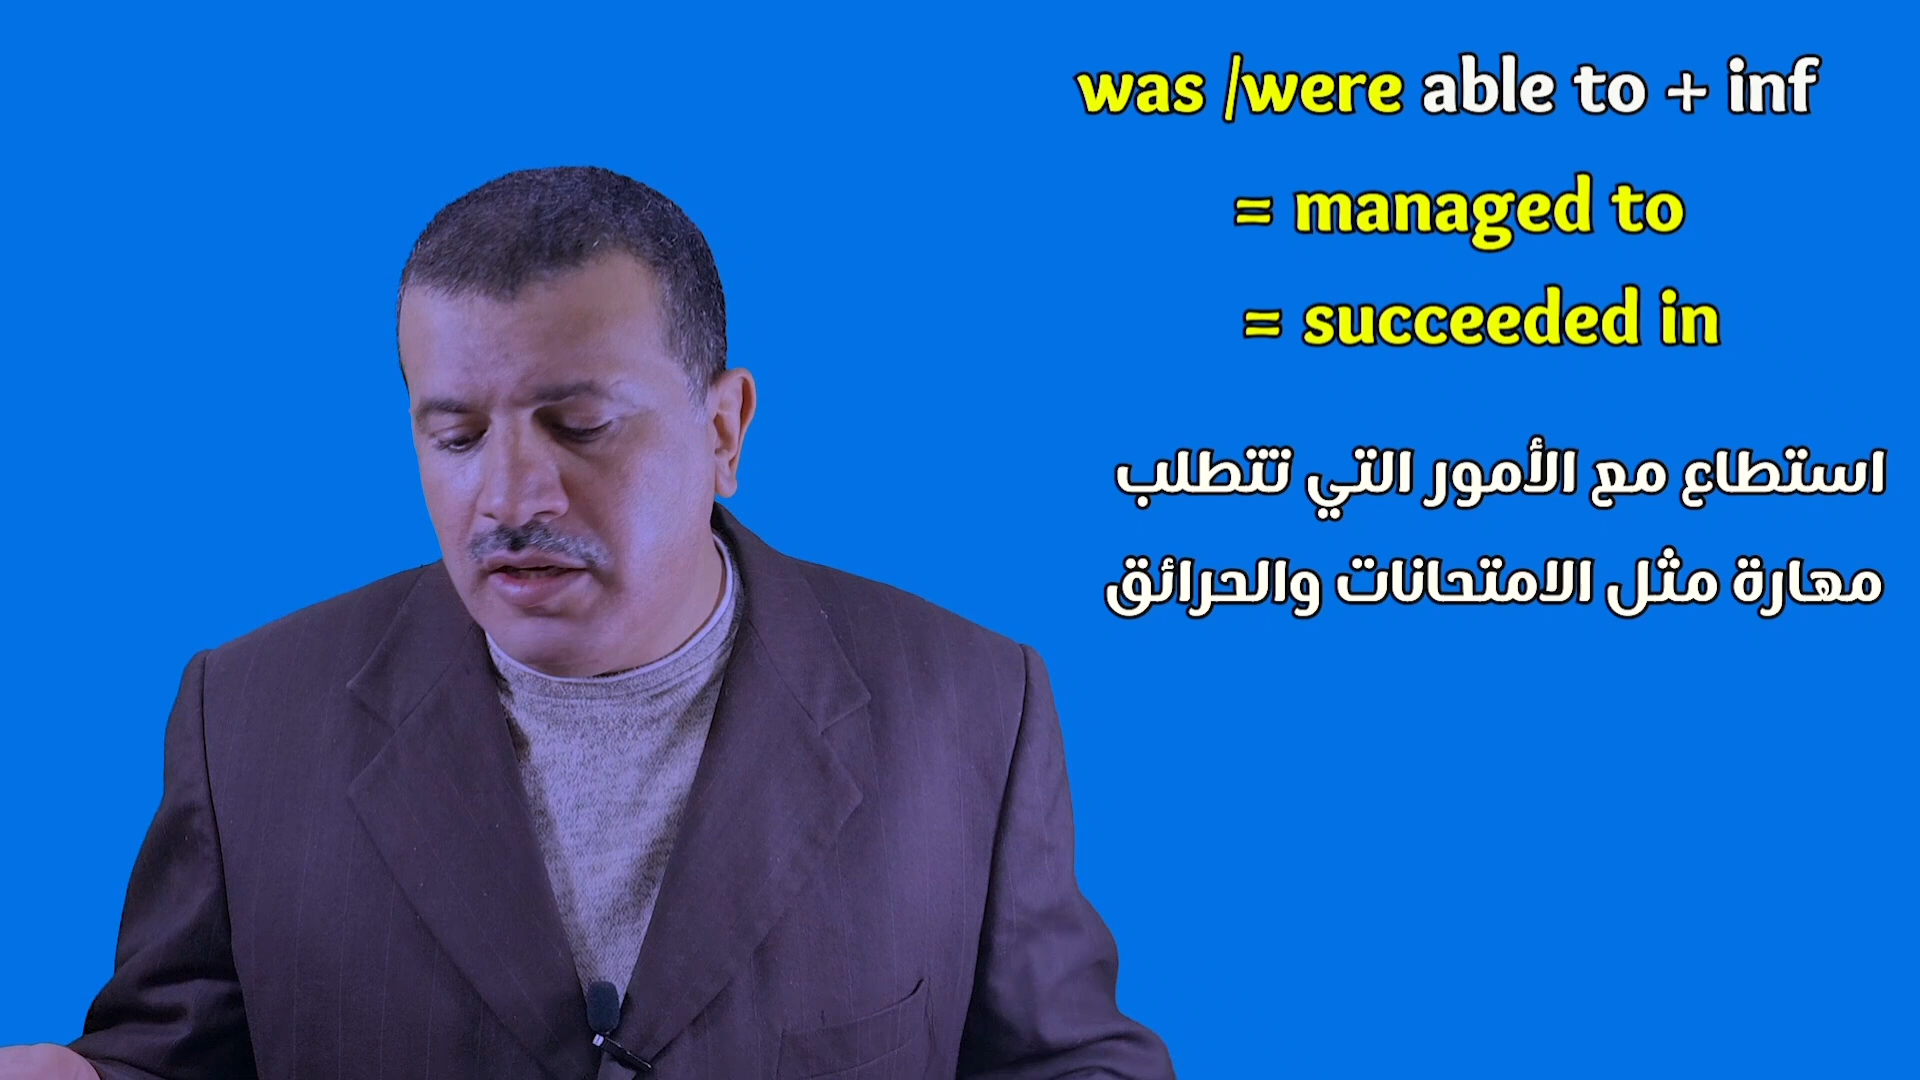 was /were able to + inf
= managed to
= succeeded in
استطاع مع الأمور التي تتطلب
مهارة مثل الامتحانات والحرائق